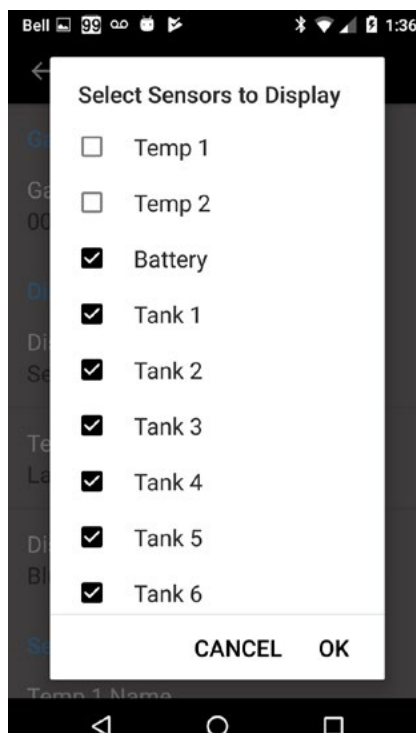 Bell 99 1:36
Select Sensors to Display
Temp 1
Temp 2
Battery
Tank 1
Tank 2
Tank 3
Tank 4
Tank 5
Tank 6
CANCEL OK
Temp 1 Name